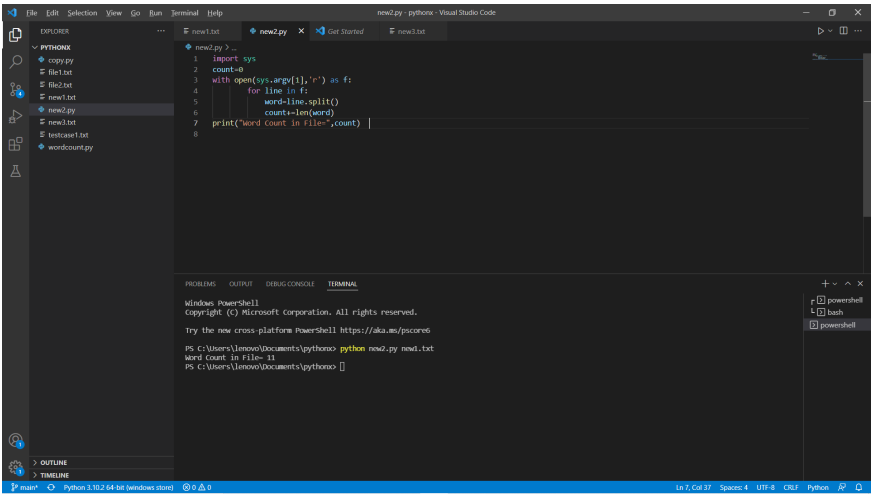 File Edit Selection View Go Run Terminal Help
new2.py - pythonx - Visual Studio Code
EXPLORER
PYTHONX
copy.py
file1.txt
file2.txt
new1.txt
new2.py
new3.txt
testcase1.txt
wordcount.py
OUTLINE
TIMELINE
new1.txt new2.py Get Started new3.txt
new2.py > ...
1 import sys
2 count=0
3 with open(sys.argv[1],'r') as f:
4 for line in f:
5 word=line.split()
6 count+=len(word)
7 print("Word Count in File=",count)
8
PROBLEMS OUTPUT DEBUG CONSOLE TERMINAL
Windows PowerShell
Copyright (C) Microsoft Corporation. All rights reserved.
Try the new cross-platform PowerShell https://aka.ms/pscore6
PS C:\Users\lenovo\Documents\pythonx> python new2.py new1.txt
Word Count in File= 11
PS C:\Users\lenovo\Documents\pythonx>
powershell
bash
powershell
main* Python 3.10.2 64-bit (windows store) 0 0
Ln 7, Col 37 Spaces: 4 UTF-8 CRLF Python